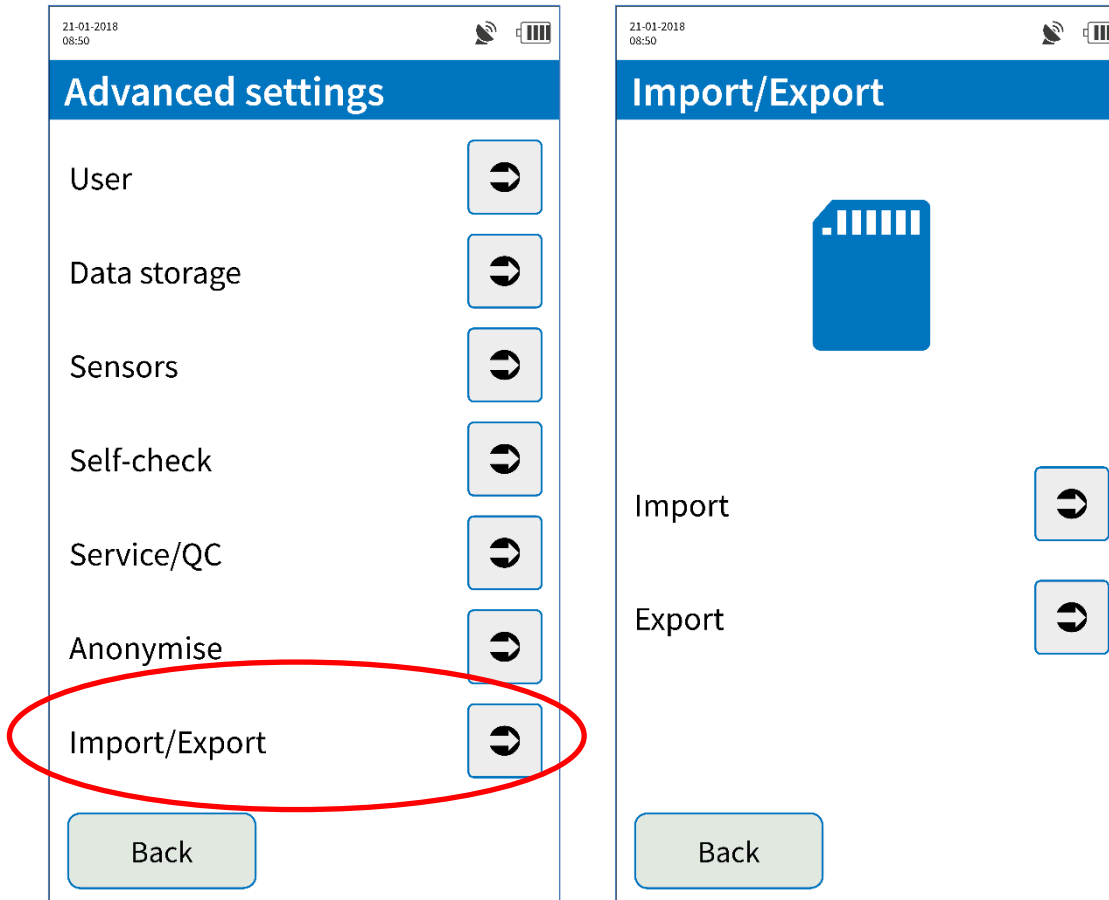 21-01-2018
08:50
Advanced settings
User
Data storage
Sensors
Self-check
Service/QC
Anonymise
Import/Export
Back
21-01-2018
08:50
Import/Export
Import
Export
Back